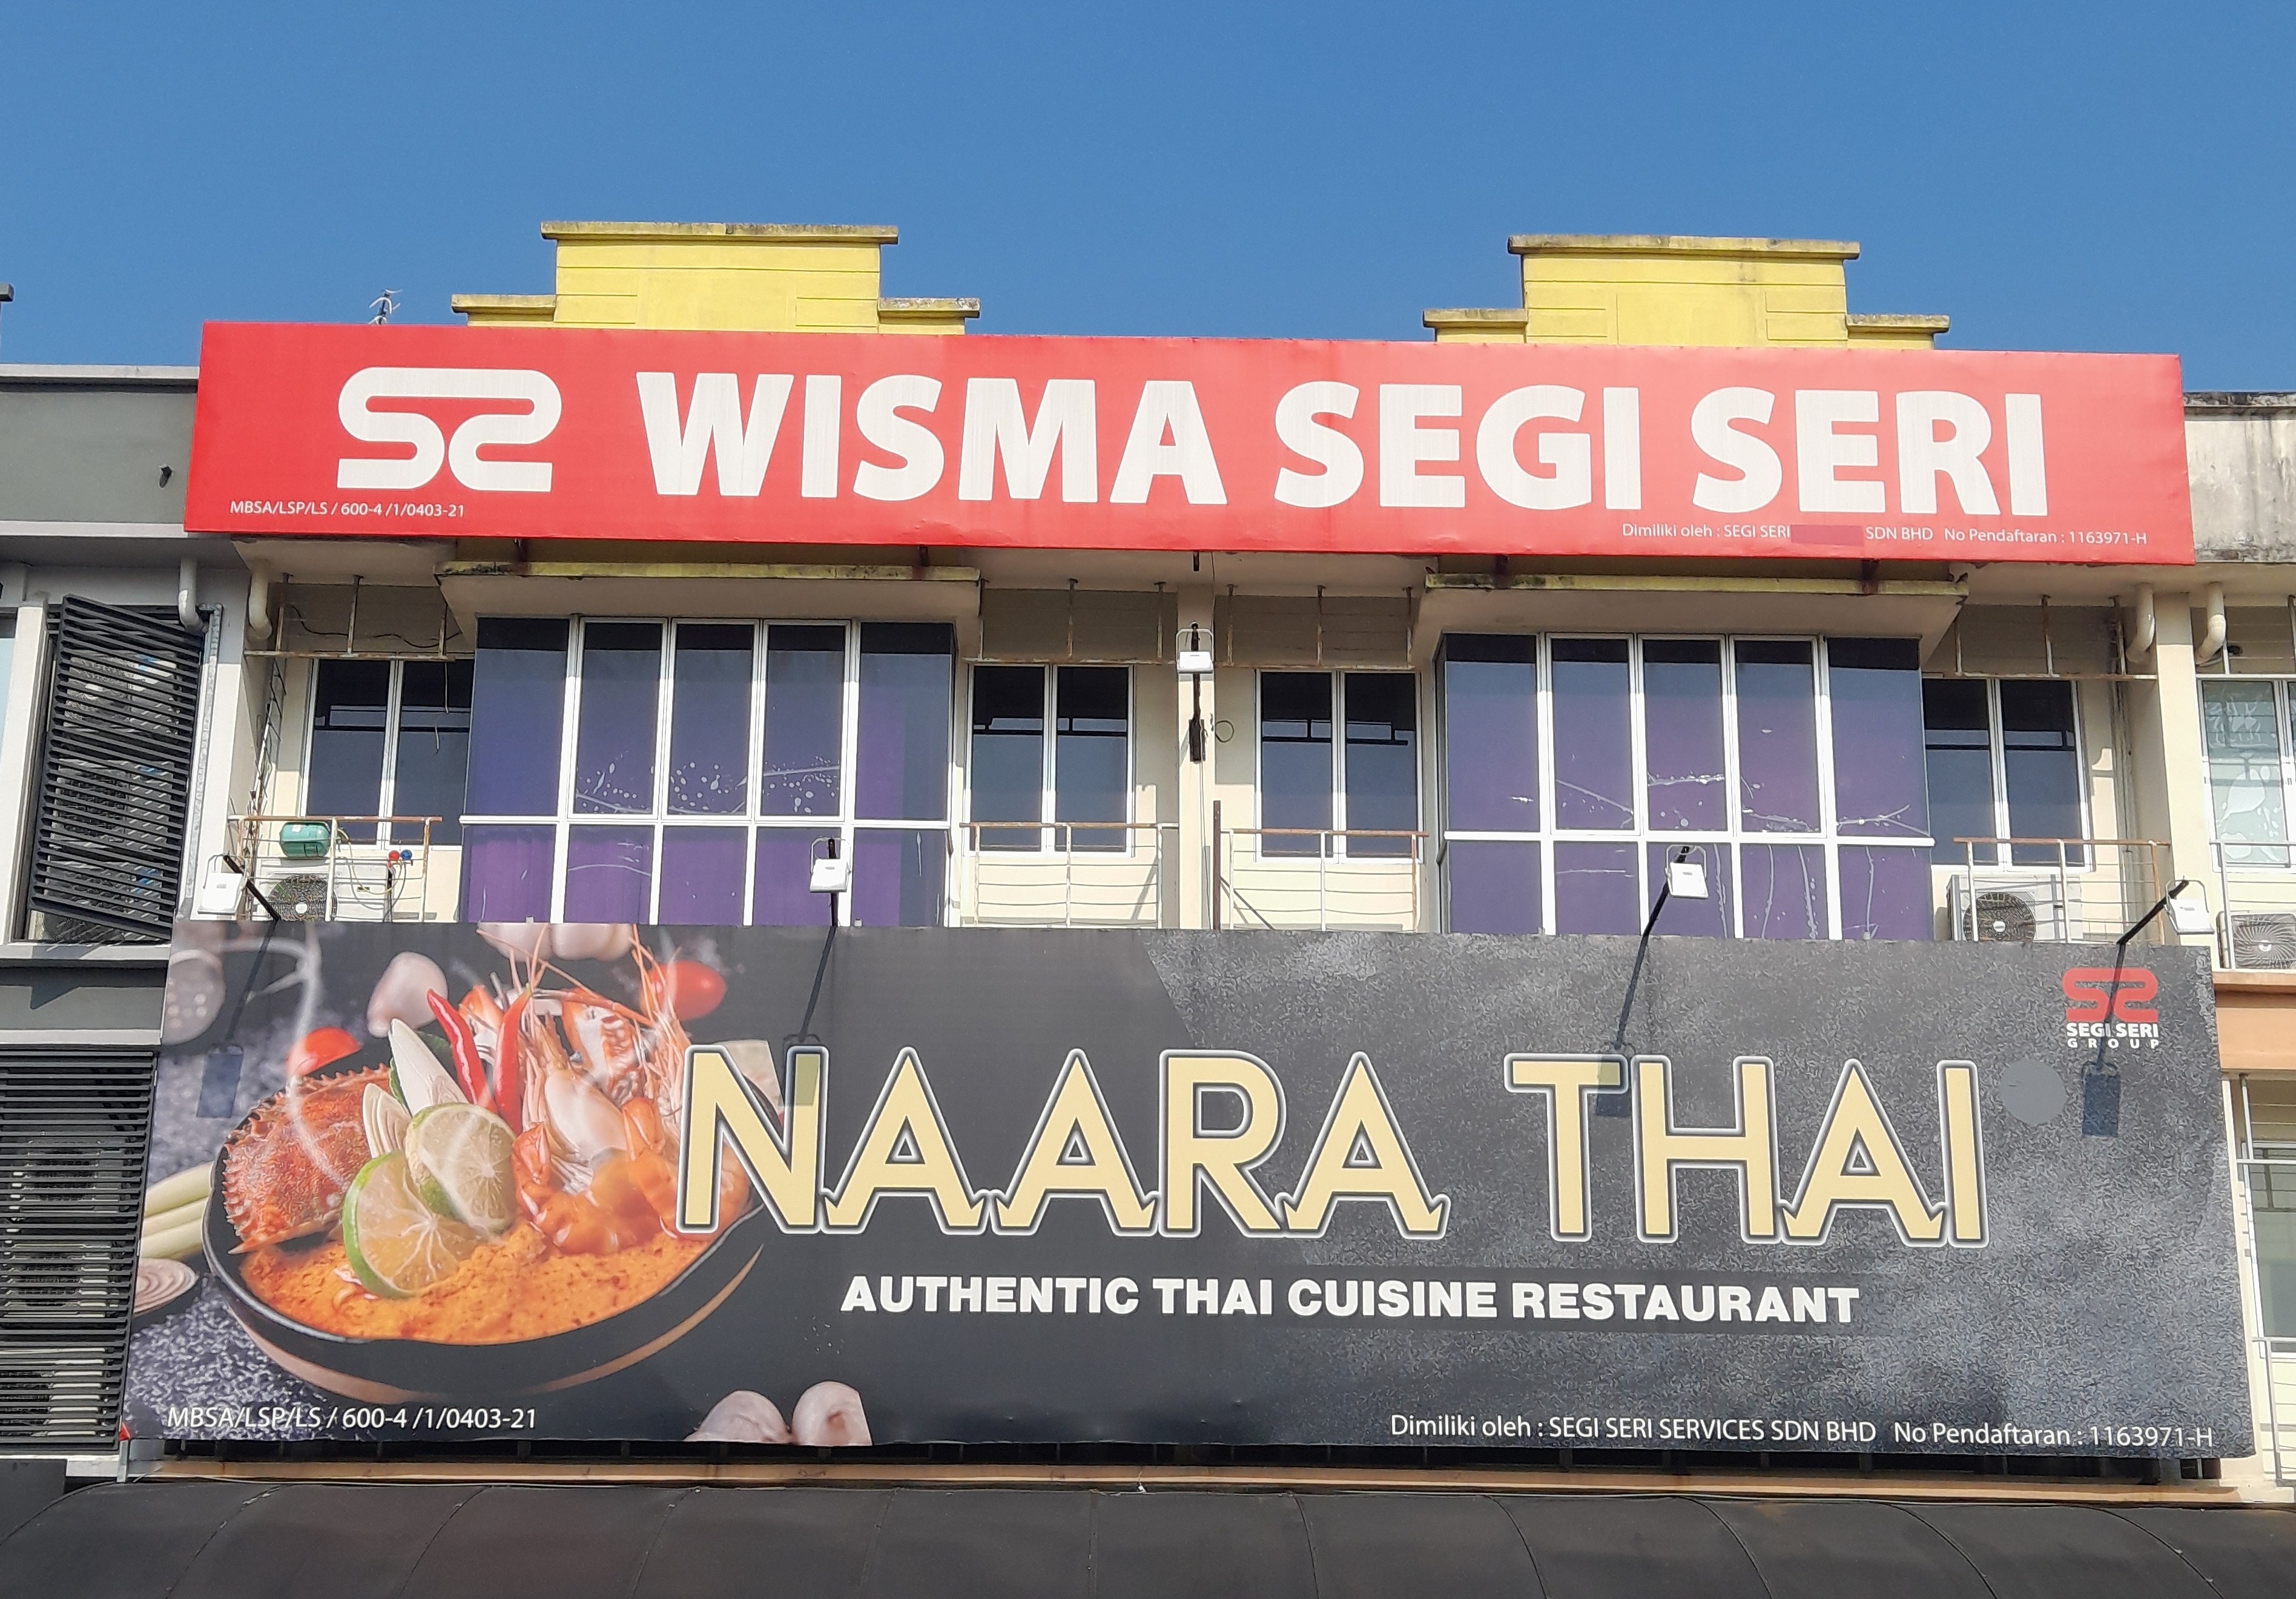 WISMA SEGI SERI
MBSA/LSP/LS / 600-4 /1/0403-21
Dimiliki oleh : SEGI SERI SDN BHD No Pendaftaran : 1163971-H
SEGI SERI
GROUP
NAARA THAI
AUTHENTIC THAI CUISINE RESTAURANT
MBSA/LSP/LS / 600-4 /1/0403-21
Dimiliki oleh : SEGI SERI SERVICES SDN BHD No Pendaftaran : 1163971-H